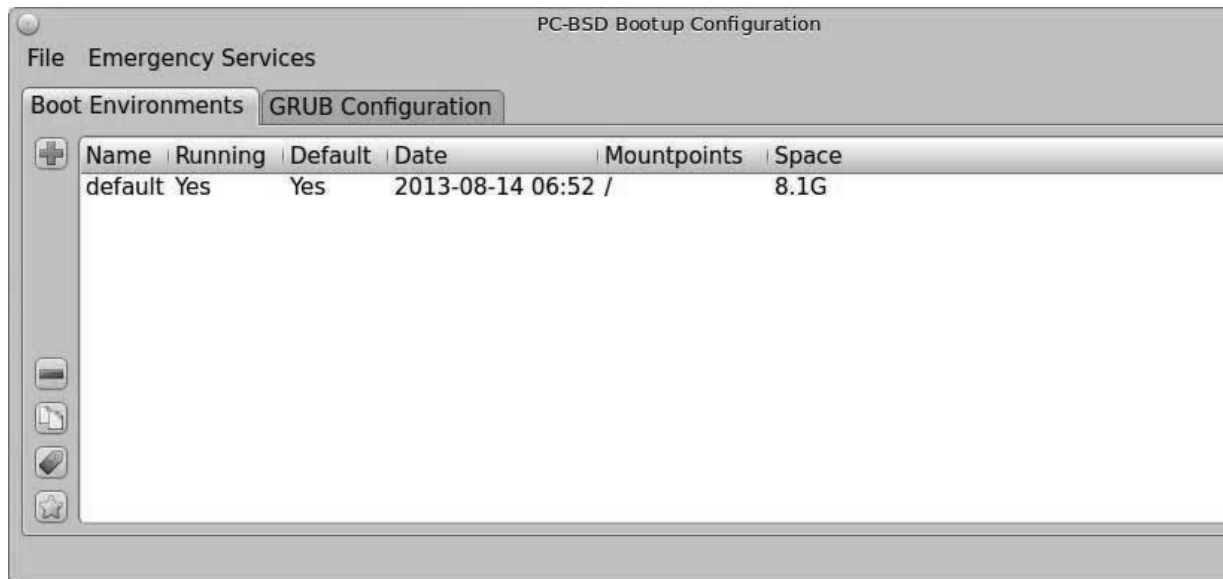 PC-BSD Bootup Configuration
File Emergency Services
Boot Environments GRUB Configuration
Name Running Default Date Mountpoints Space
default Yes Yes 2013-08-14 06:52 / 8.1G